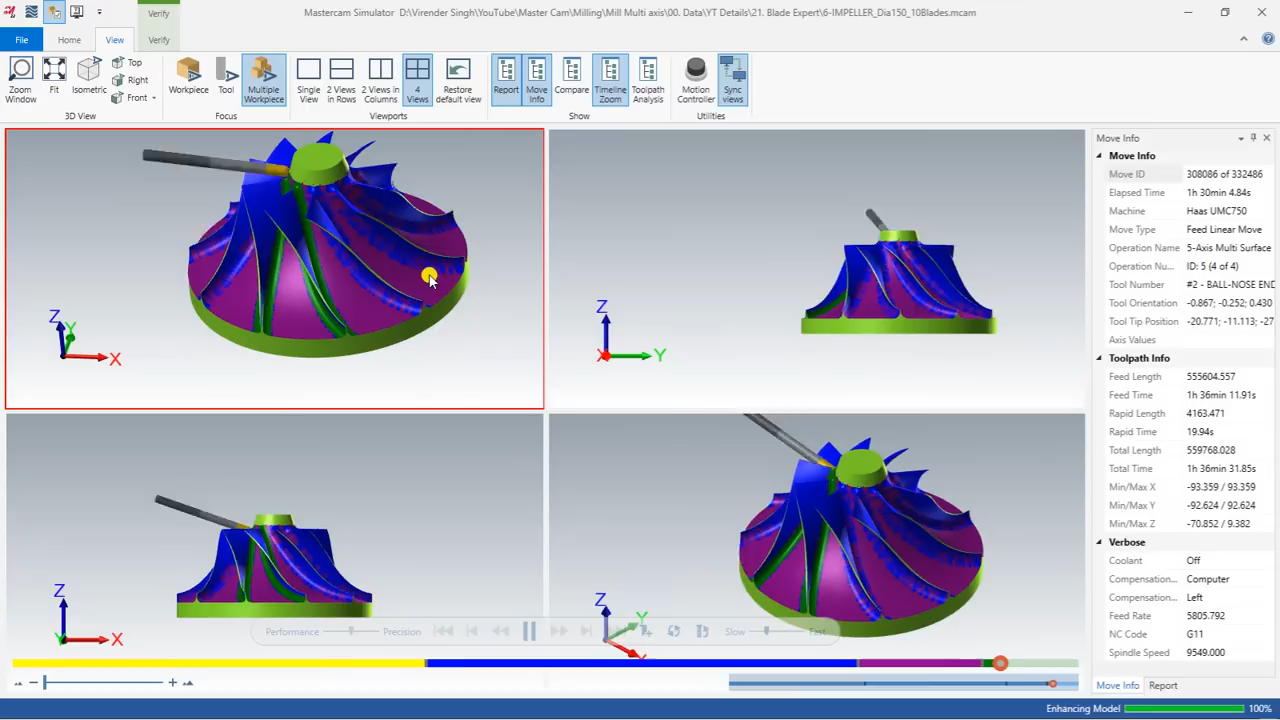 Verify
Mastercam Simulator D:\Virender Singh\YouTube\Master Cam\Milling\Mill Multi axis\00. Data\YT Details\21. Blade Expert\6-IMPELLER_Dia150_10Blades.mcam
File Home View Verify
Zoom Window
Fit
Isometric
Top
Right
Front
3D View
Workpiece
Tool
Multiple Workpiece
Focus
Single View
2 Views in Rows
2 Views in Columns
4 Views
Restore default view
Viewports
Report
Move Info
Compare
Timeline Zoom
Toolpath Analysis
Show
Motion Controller
Sync views
Utilities
Z
Y
X
Z
X
Y
Z
Y
X
Z
Y
X
Performance Precision Slow Fast
Move Info
Move Info
Move ID 308086 of 332486
Elapsed Time 1h 30min 4.84s
Machine Haas UMC750
Move Type Feed Linear Move
Operation Name 5-Axis Multi Surface
Operation Nu... ID: 5 (4 of 4)
Tool Number #2 - BALL-NOSE END
Tool Orientation -0.867; -0.252; 0.430
Tool Tip Position -20.771; -11.113; -27
Axis Values
Toolpath Info
Feed Length 555604.557
Feed Time 1h 36min 11.91s
Rapid Length 4163.471
Rapid Time 19.94s
Total Length 559768.028
Total Time 1h 36min 31.85s
Min/Max X -93.359 / 93.359
Min/Max Y -92.624 / 92.624
Min/Max Z -70.852 / 9.382
Verbose
Coolant Off
Compensation... Computer
Compensation... Left
Feed Rate 5805.792
NC Code G11
Spindle Speed 9549.000
Move Info Report
Enhancing Model 100%